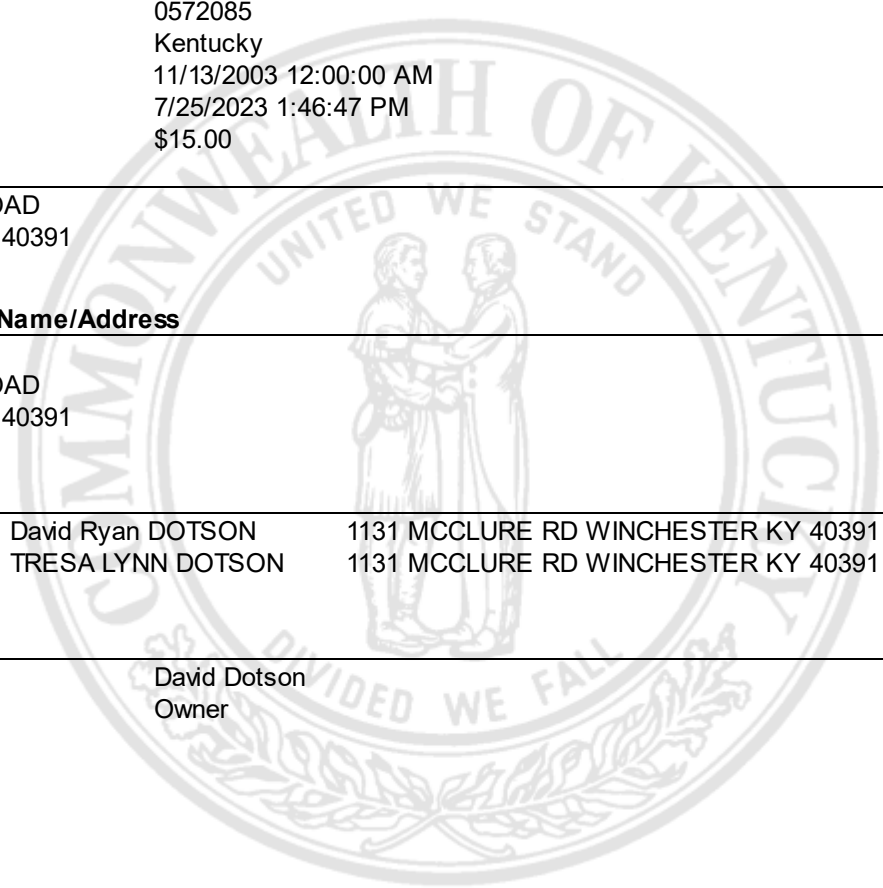 0572085
Kentucky
11/13/2003 12:00:00 AM
7/25/2023 1:46:47 PM
$15.00
OAD
40391
Name/Address
OAD
40391
David Ryan DOTSON 1131 MCCLURE RD WINCHESTER KY 40391
TRESA LYNN DOTSON 1131 MCCLURE RD WINCHESTER KY 40391
David Dotson
Owner
COMMONWEALTH OF KENTUCKY
UNITED WE STAND
DIVIDED WE FALL